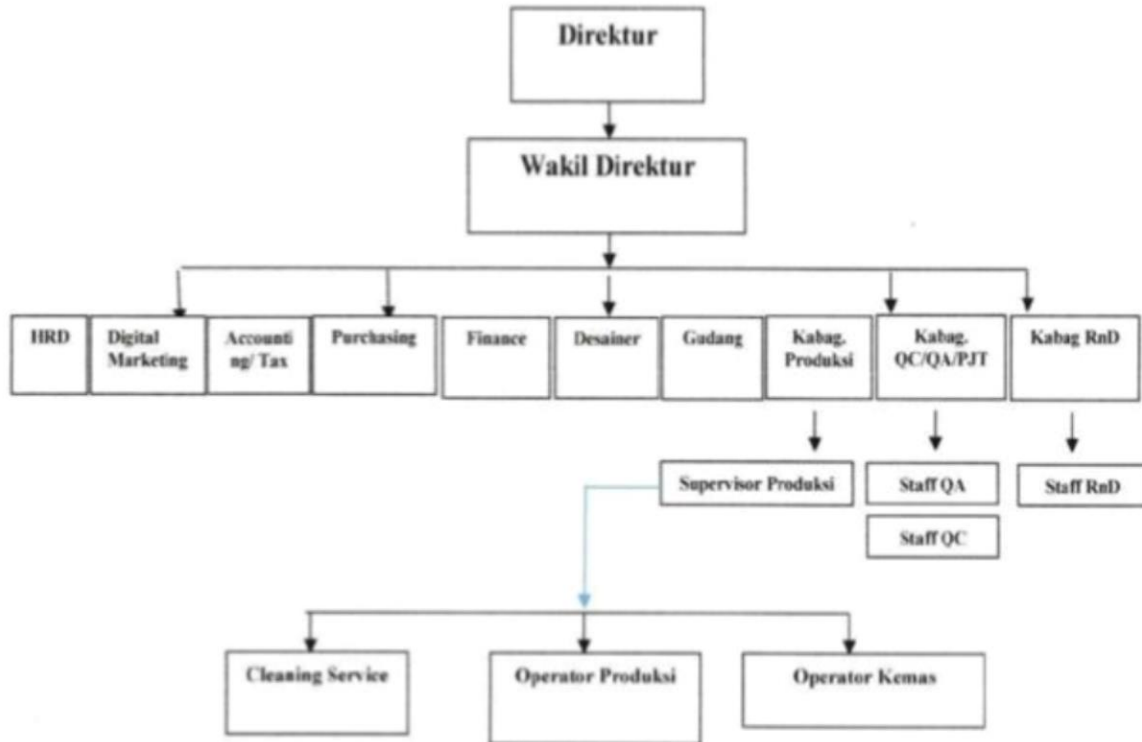 Direktur
Wakil Direktur
HRD
Digital
Marketing
Accounti
ng/ Tax
Purchasing
Finance
Desainer
Gudang
Kabag.
Produksi
Kabag.
QC/QA/PJT
Kabag RnD
Supervisor Produksi
Staff QA
Staff RnD
Staff QC
Cleaning Service
Operator Produksi
Operator Kemas